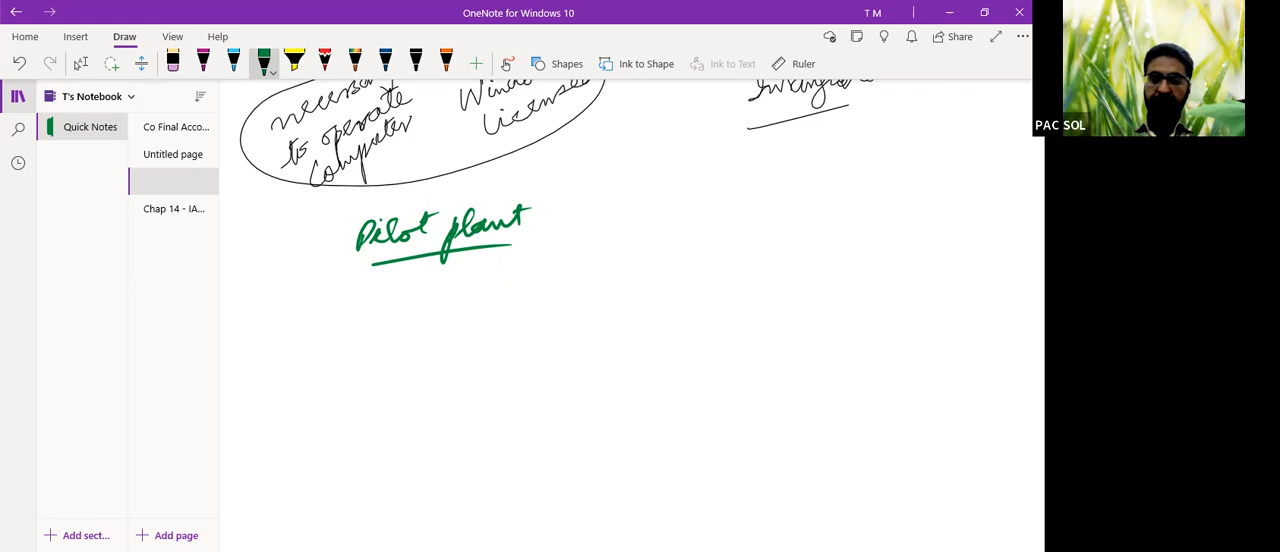 OneNote for Windows 10
T M
Home Insert Draw View Help
Share
Shapes
Ink to Shape
Ink to Text
Ruler
T's Notebook
Quick Notes
Co Final Acco...
Untitled page
Chap 14 - IA...
to operate
Computer
License
Pilot plant
Add sect...
Add page
PAC SOL